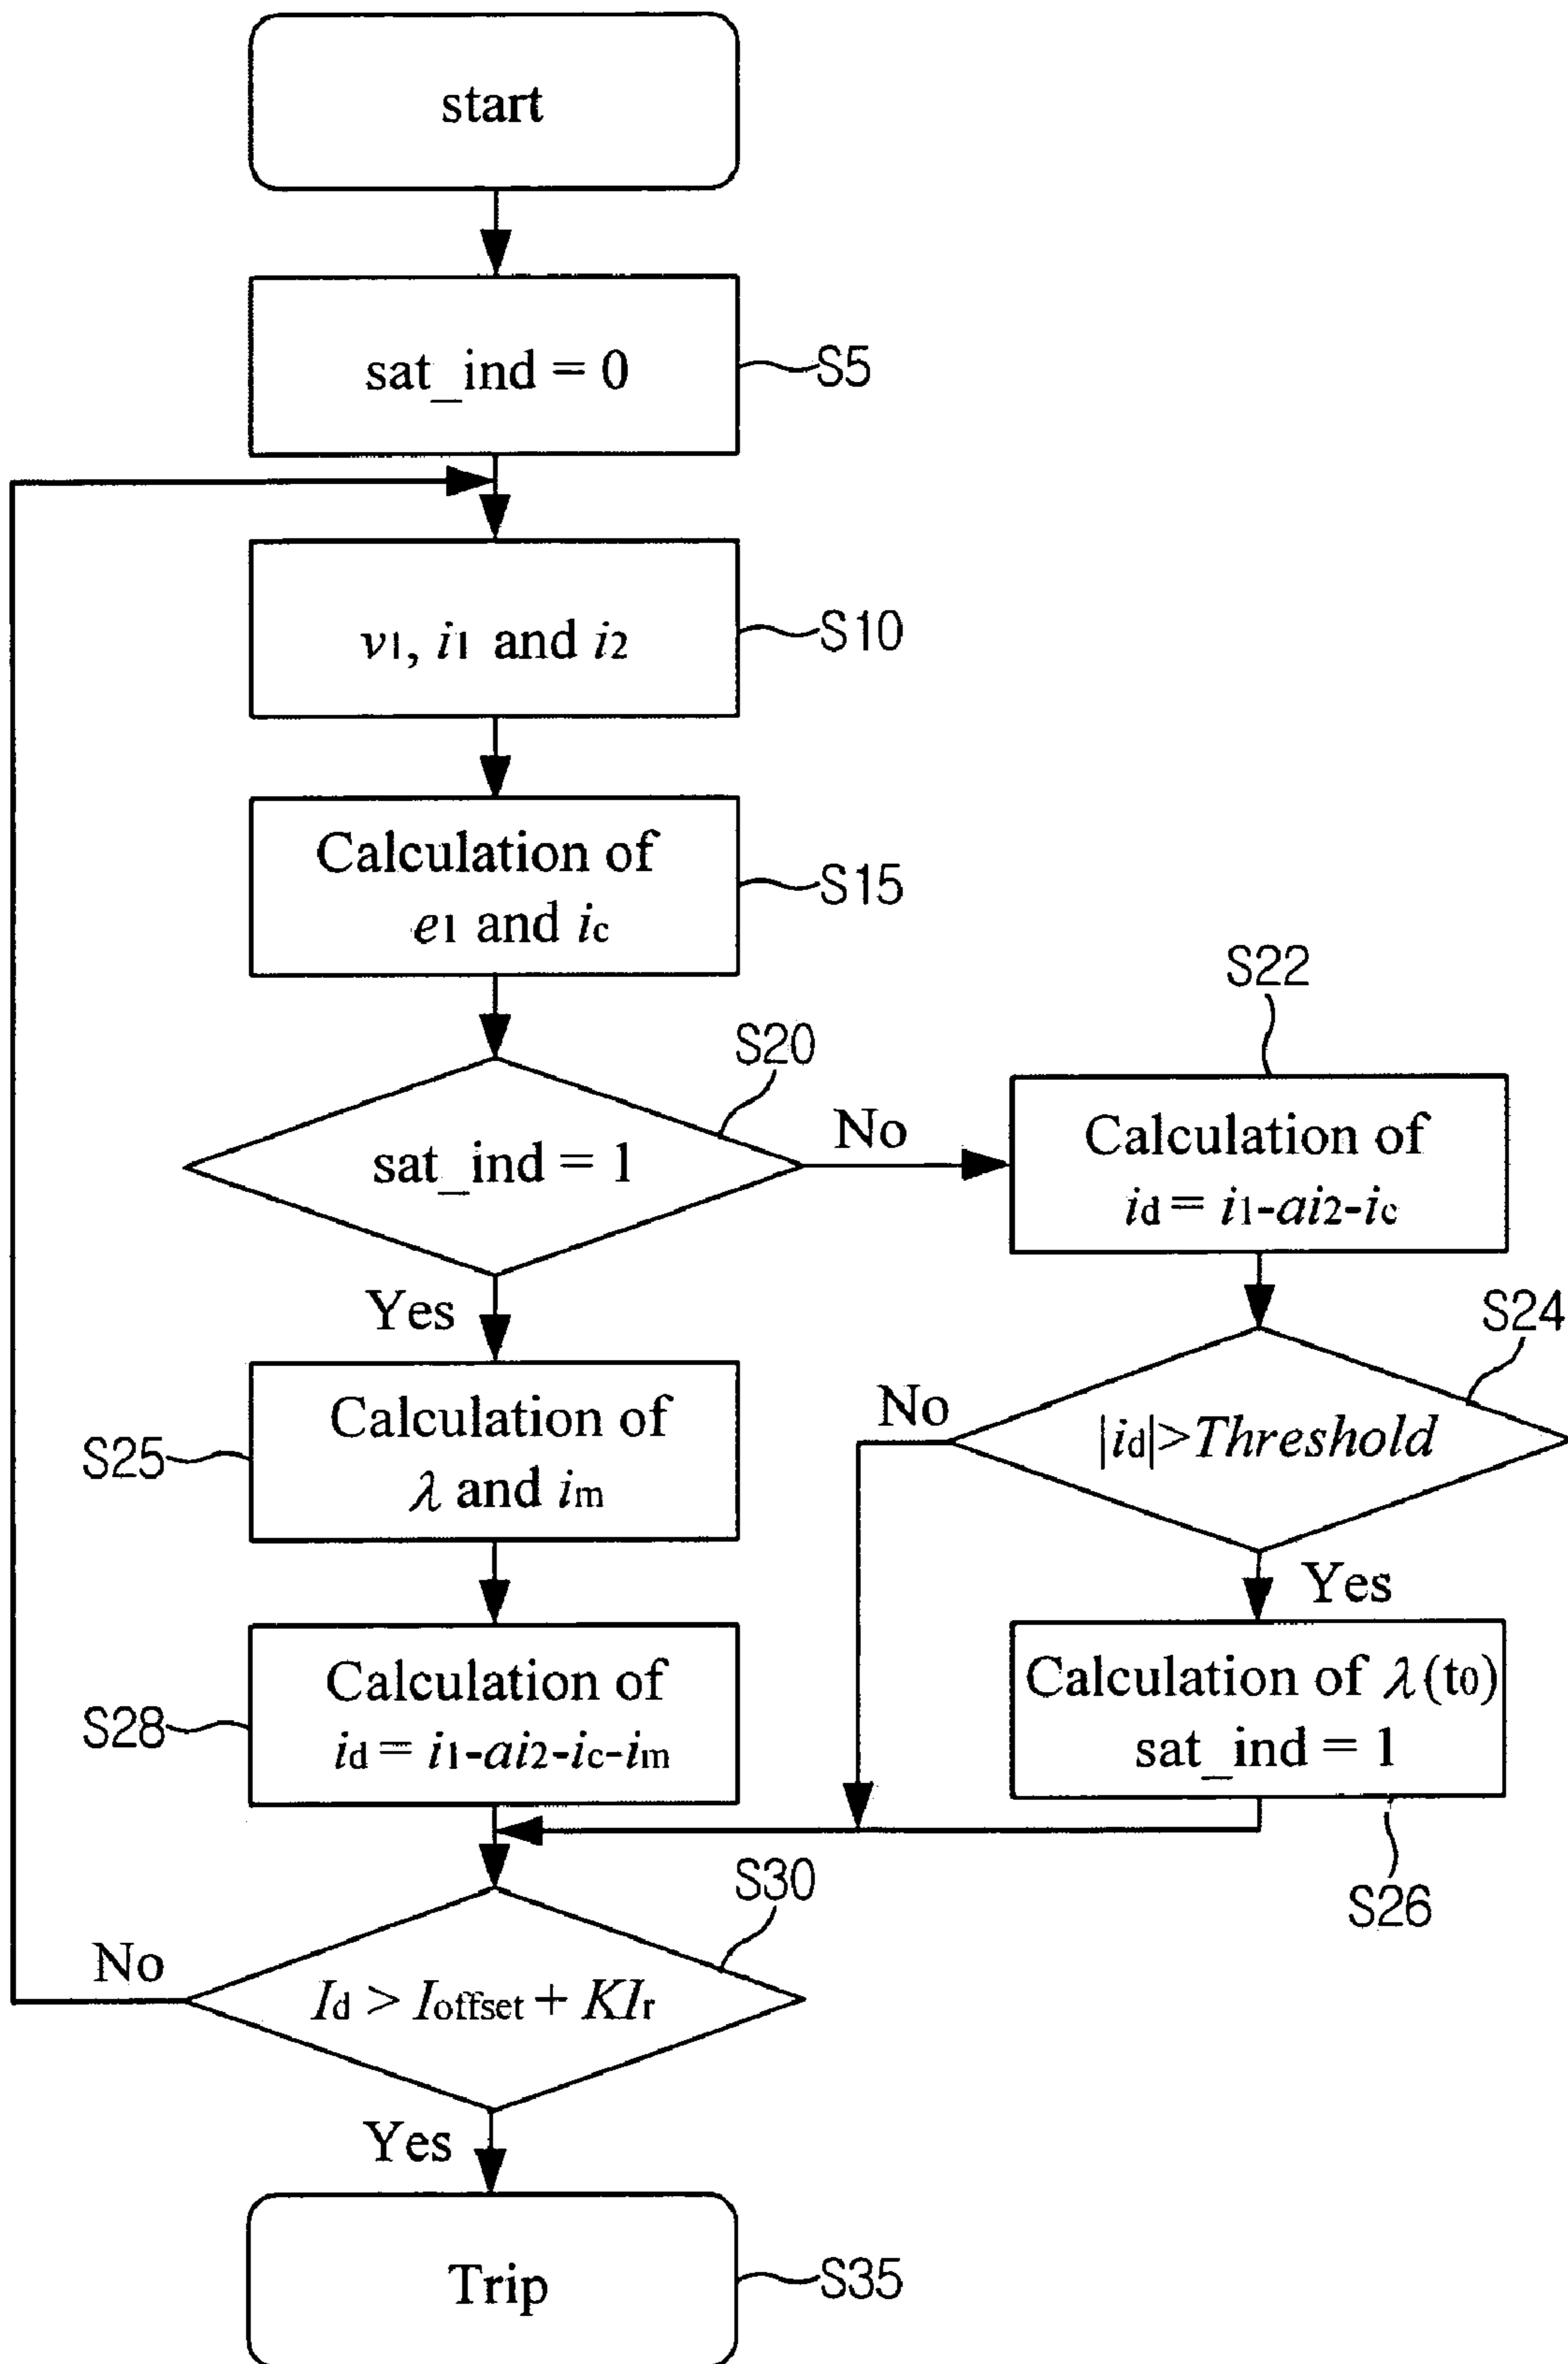 start
sat_ind = 0
S5
v1, i1 and i2
S10
Calculation of
e1 and ic
S15
S20
sat_ind = 1
No
Yes
S22
Calculation of
id = i1-ai2-ic
S24
|id|>Threshold
No
Yes
S25
Calculation of
λ and im
S28
Calculation of
id = i1-ai2-ic-im
Calculation of λ(t0)
sat_ind = 1
S26
S30
No
Id > Ioffset + KIr
Yes
Trip
S35